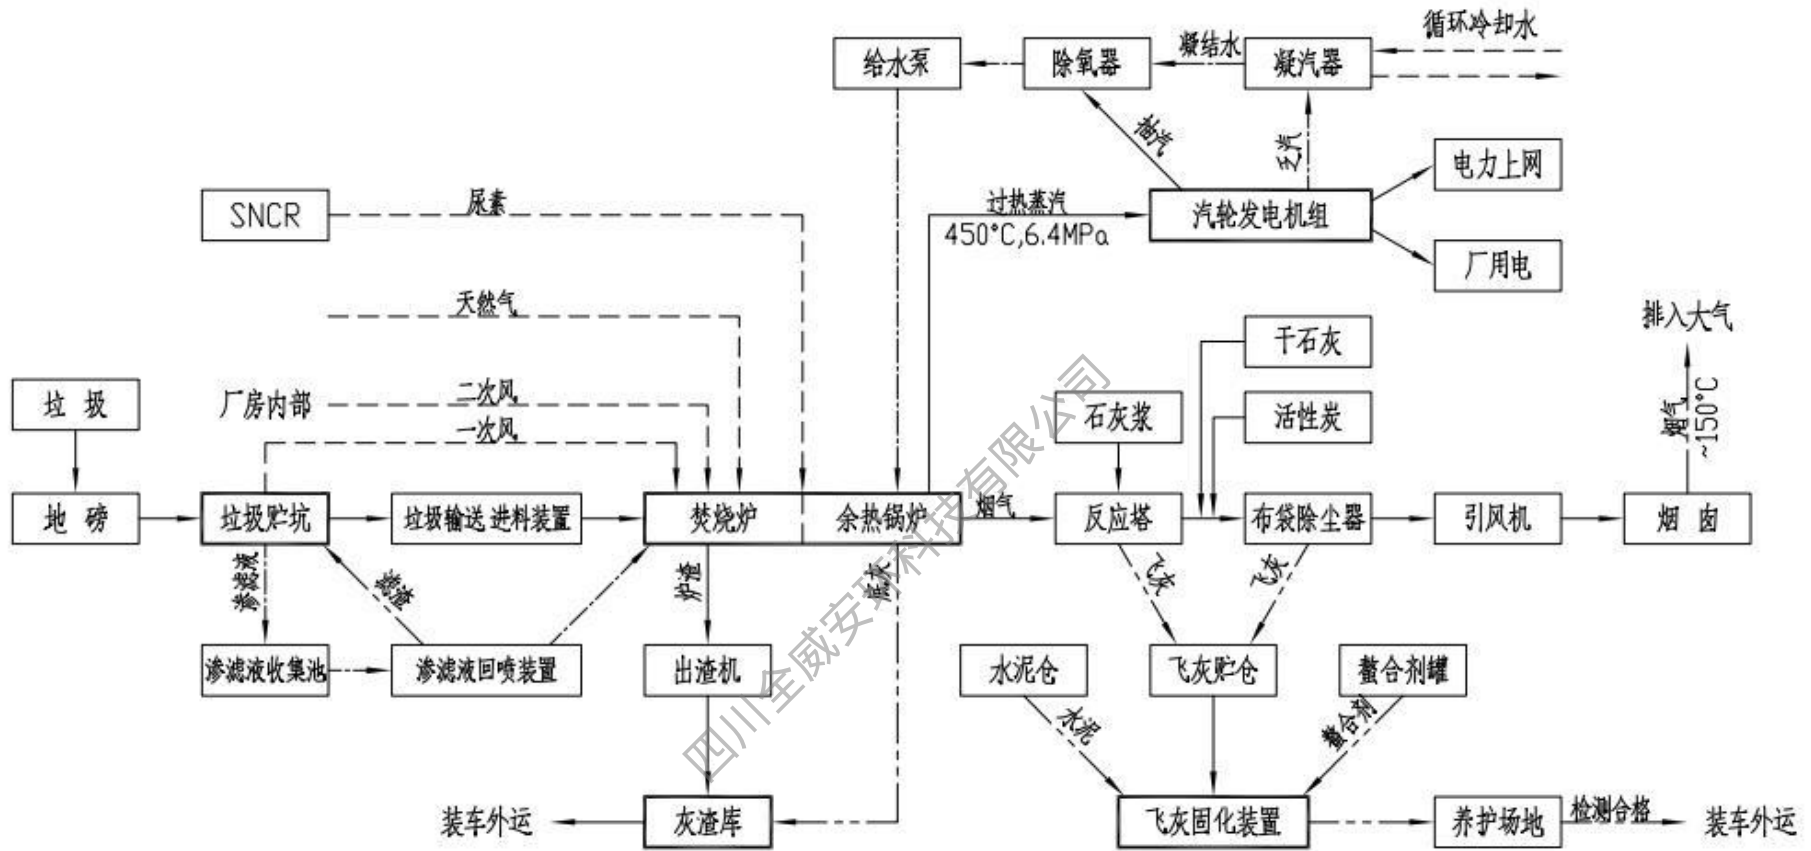 循环冷却水
给水泵
除氧器
凝结水
凝汽器
抽汽
乏汽
电力上网
SNCR
尿素
过热蒸汽
450°C,6.4MPa
汽轮发电机组
厂用电
天然气
排入大气
干石灰
垃圾
厂房内部
二次风
一次风
石灰浆
活性炭
烟气
~150°C
地磅
垃圾贮坑
垃圾输送进料装置
焚烧炉
余热锅炉
烟气
反应塔
布袋除尘器
引风机
烟囱
渗滤液
滤渣
炉渣
底灰
飞灰
飞灰
渗滤液收集池
渗滤液回喷装置
出渣机
水泥仓
飞灰贮仓
螯合剂罐
水泥
螯合剂
装车外运
灰渣库
飞灰固化装置
养护场地
检测合格
装车外运
四川全威安环科技有限公司